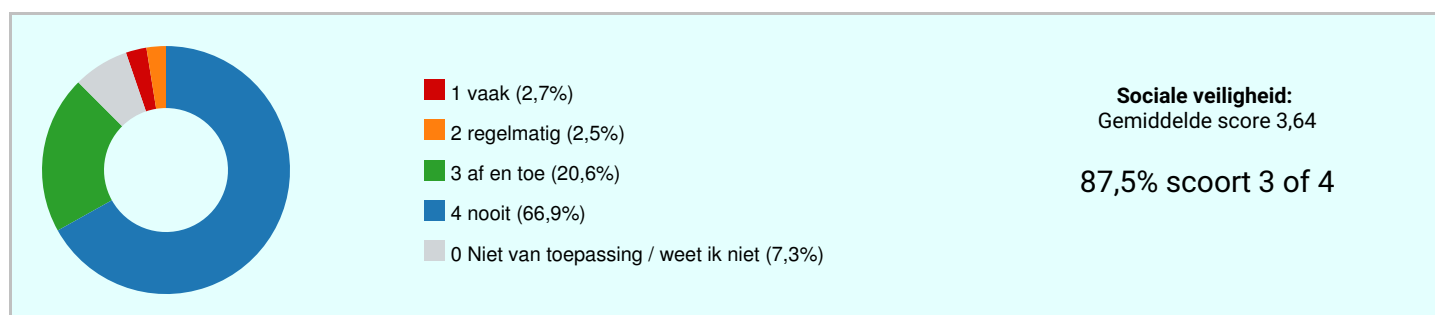 1 vaak (2,7%)
2 regelmatig (2,5%)
3 af en toe (20,6%)
4 nooit (66,9%)
0 Niet van toepassing / weet ik niet (7,3%)
Sociale veiligheid:
Gemiddelde score 3,64
87,5% scoort 3 of 4